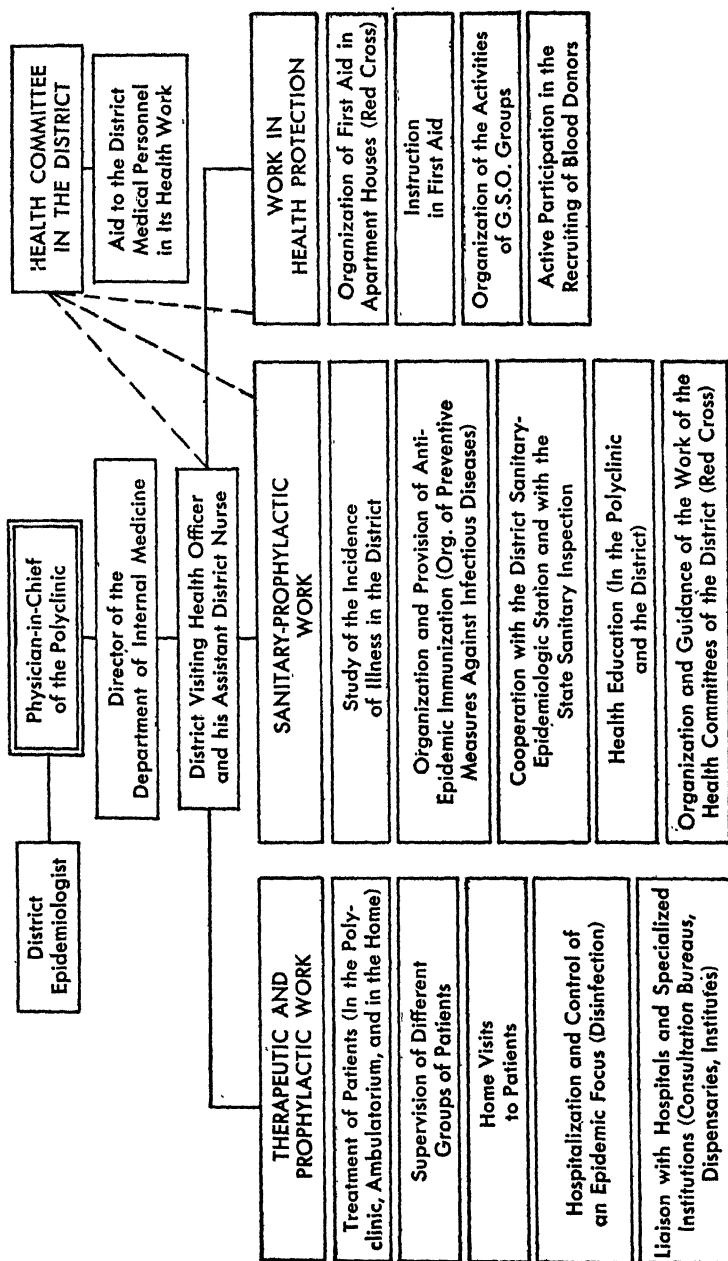 District
Epidemiologist
Physician-in-Chief
of the Polyclinic
Director of the
Department of Internal Medicine
District Visiting Health Officer
and his Assistant District Nurse
HEALTH COMMITTEE
IN THE DISTRICT
Aid to the District
Medical Personnel
in Its Health Work
THERAPEUTIC AND
PROPHYLACTIC WORK
Treatment of Patients (In the Poly-
clinic, Ambulatorium, and in the Home)
Supervision of Different
Groups of Patients
Home Visits
to Patients
Hospitalization and Control of
an Epidemic Focus (Disinfection)
Liaison with Hospitals and Specialized
Institutions (Consultation Bureaus,
Dispensaries, Institutes)
SANITARY-PROPHYLACTIC
WORK
Study of the Incidence
of Illness in the District
Organization and Provision of Anti-
Epidemic Immunization (Org. of Preventive
Measures Against Infectious Diseases)
Cooperation with the District Sanitary-
Epidemiologic Station and with the
State Sanitary Inspection
Health Education (In the Polyclinic
and the District)
Organization and Guidance of the Work of the
Health Committees of the District (Red Cross)
WORK IN
HEALTH PROTECTION
Organization of First Aid in
Apartment Houses (Red Cross)
Instruction
in First Aid
Organization of the Activities
of G.S.O. Groups
Active Participation in the
Recruiting of Blood Donors